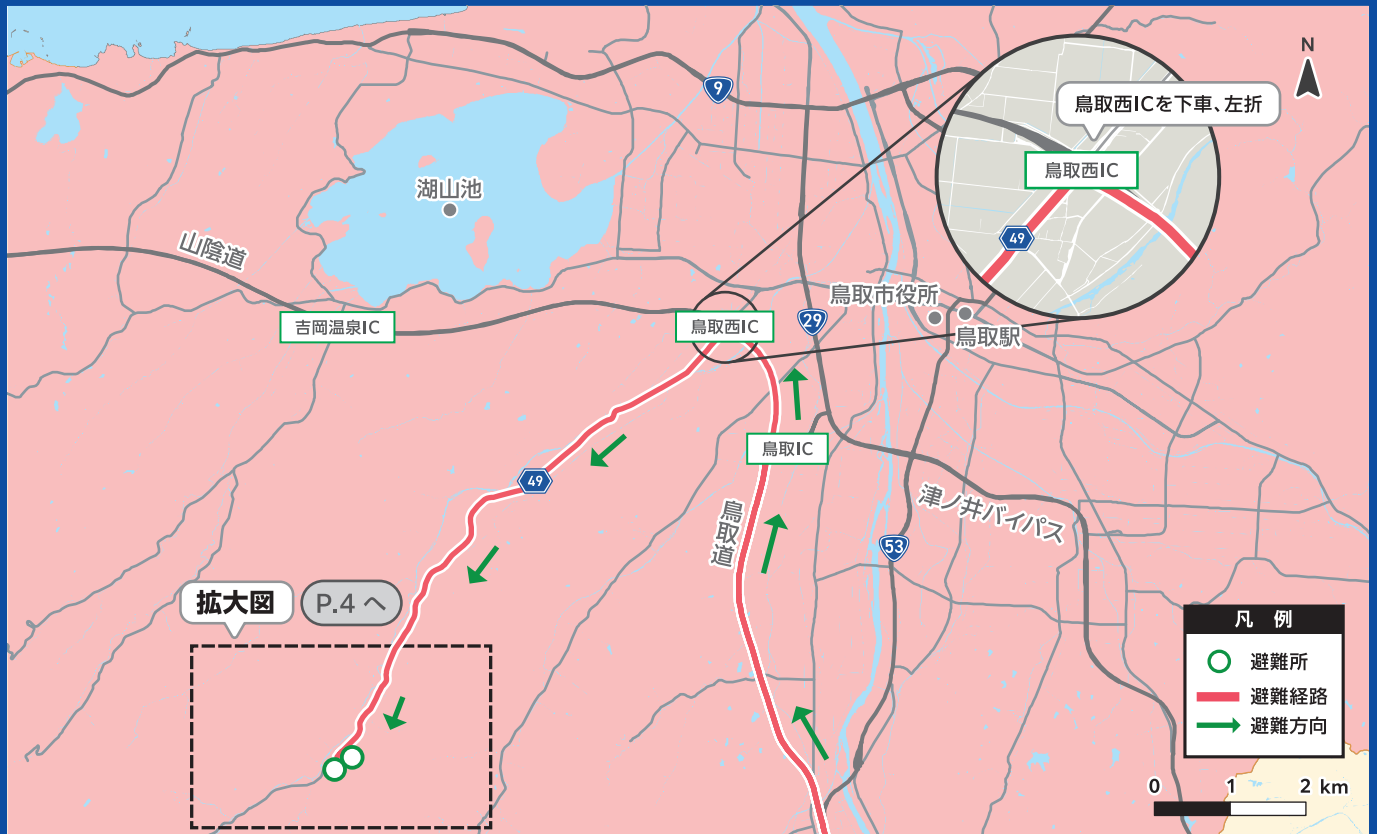 N
9
鳥取西ICを下車、左折
鳥取西IC
49
湖山池
山陰道
吉岡温泉IC
鳥取西IC
29
鳥取市役所
鳥取駅
鳥取IC
49
鳥取道
津ノ井バイパス
53
拡大図
P.4 へ
凡 例
避難所
避難経路
避難方向
0 1 2 km